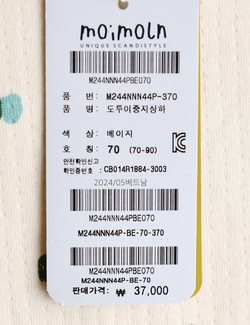 moimoln
UNIQUE SCANDISTYLE
M244NNN44PBE070
품 번 : M244NNN44P-370
품 명 : 도투이중지상하
색 상 : 베이지
호 칭 : 70 (70-90)
안전확인신고
확인증번호 : CB014R1884-3003
2024/05베트남
M244NNN44PBE070
M244NNN44P-BE-70-370
M244NNN44PBE070
M244NNN44P-BE-70
판매가격: ₩ 37,000